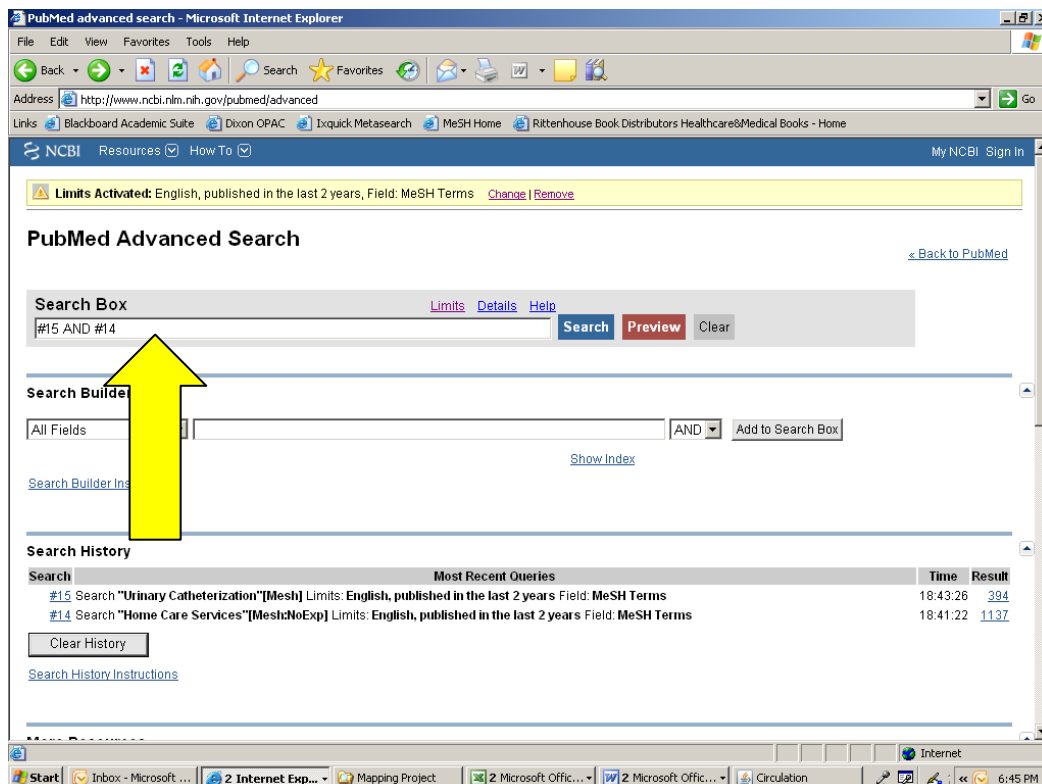 PubMed advanced search - Microsoft Internet Explorer
File Edit View Favorites Tools Help
Back Search Favorites
Address http://www.ncbi.nlm.nih.gov/pubmed/advanced Go
Links Blackboard Academic Suite Dixon OPAC Ixquick Metasearch MeSH Home Rittenhouse Book Distributors Healthcare&Medical Books - Home
NCBI Resources How To My NCBI Sign In
Limits Activated: English, published in the last 2 years, Field: MeSH Terms Change | Remove
PubMed Advanced Search
« Back to PubMed
Search Box Limits Details Help
#15 AND #14 Search Preview Clear
Search Builder
All Fields AND Add to Search Box
Show Index
Search Builder Ins
Search History
Search Most Recent Queries Time Result
#15 Search "Urinary Catheterization"[Mesh] Limits: English, published in the last 2 years Field: MeSH Terms 18:43:26 394
#14 Search "Home Care Services"[Mesh:NoExp] Limits: English, published in the last 2 years Field: MeSH Terms 18:41:22 1137
Clear History
Search History Instructions
Internet
Start Inbox - Microsoft ... 2 Internet Exp... Mapping Project 2 Microsoft Offic... 2 Microsoft Offic... Circulation 6:45 PM